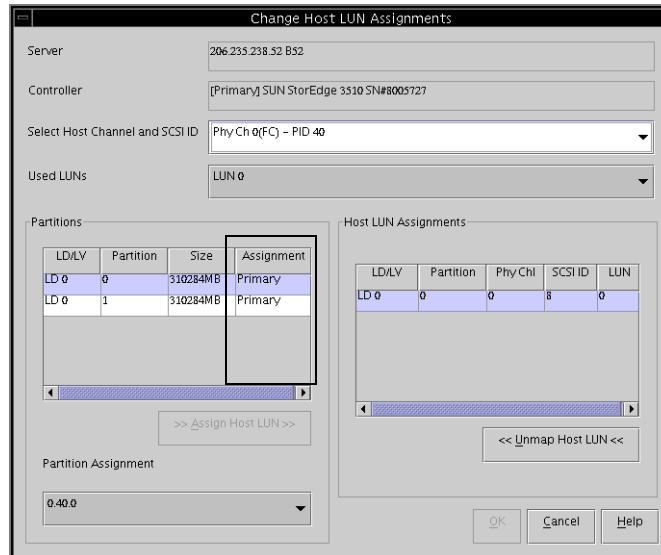 Change Host LUN Assignments
Server
206.235.238.52 B52
Controller
[Primary] SUN StorEdge 3510 SN#8005727
Select Host Channel and SCSI ID
Phy Ch 0(FC) - PID 40
Used LUNs
LUN 0
Partitions
LD/LV Partition Size Assignment
LD 0 0 310284MB Primary
LD 0 1 310284MB Primary
>> Assign Host LUN >>
Partition Assignment
0.40.0
Host LUN Assignments
LD/LV Partition Phy Chl SCSI ID LUN
LD 0 0 0 8 0
<< Unmap Host LUN <<
OK Cancel Help